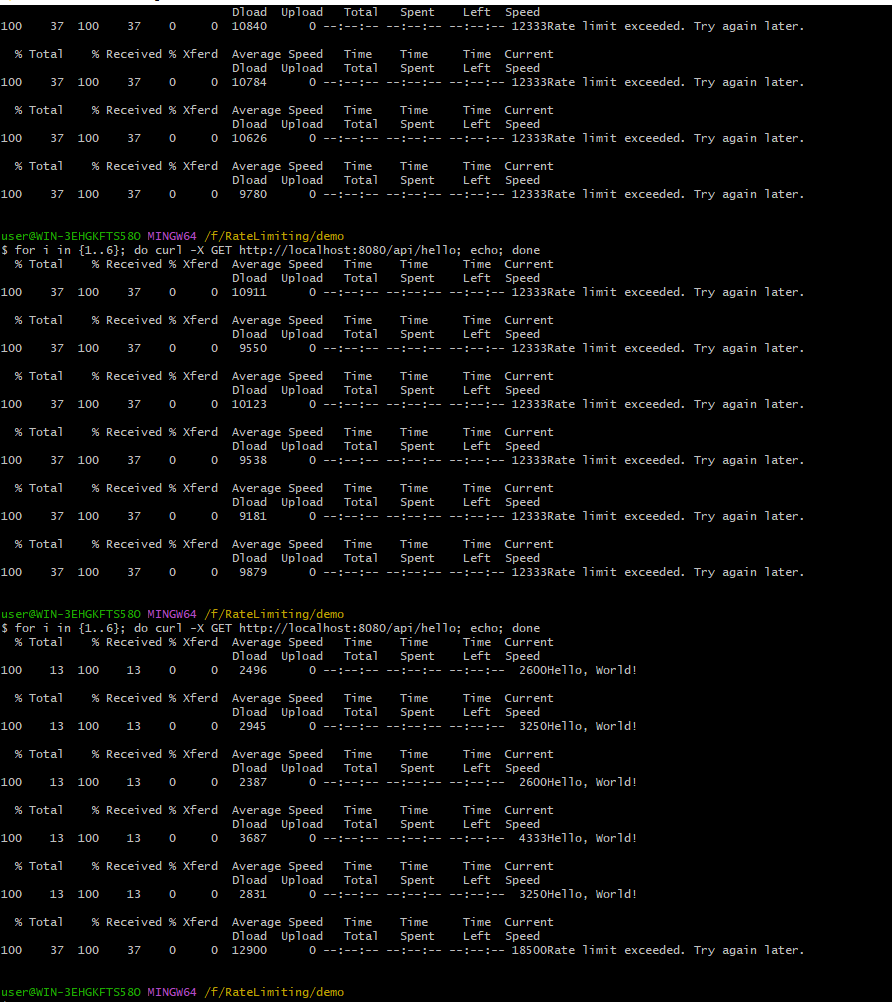 Dload  Upload   Total   Spent    Left  Speed
100    37  100    37    0     0  10840      0 --:--:-- --:--:-- --:--:-- 12333Rate limit exceeded. Try again later.
  % Total    % Received % Xferd  Average Speed   Time    Time     Time  Current
                                 Dload  Upload   Total   Spent    Left  Speed
100    37  100    37    0     0  10784      0 --:--:-- --:--:-- --:--:-- 12333Rate limit exceeded. Try again later.
  % Total    % Received % Xferd  Average Speed   Time    Time     Time  Current
                                 Dload  Upload   Total   Spent    Left  Speed
100    37  100    37    0     0  10626      0 --:--:-- --:--:-- --:--:-- 12333Rate limit exceeded. Try again later.
  % Total    % Received % Xferd  Average Speed   Time    Time     Time  Current
                                 Dload  Upload   Total   Spent    Left  Speed
100    37  100    37    0     0   9780      0 --:--:-- --:--:-- --:--:-- 12333Rate limit exceeded. Try again later.
user@WIN-3EHGKFTS58O MINGW64 /f/RateLimiting/demo
$ for i in {1..6}; do curl -X GET http://localhost:8080/api/hello; echo; done
  % Total    % Received % Xferd  Average Speed   Time    Time     Time  Current
                                 Dload  Upload   Total   Spent    Left  Speed
100    37  100    37    0     0  10911      0 --:--:-- --:--:-- --:--:-- 12333Rate limit exceeded. Try again later.
  % Total    % Received % Xferd  Average Speed   Time    Time     Time  Current
                                 Dload  Upload   Total   Spent    Left  Speed
100    37  100    37    0     0   9550      0 --:--:-- --:--:-- --:--:-- 12333Rate limit exceeded. Try again later.
  % Total    % Received % Xferd  Average Speed   Time    Time     Time  Current
                                 Dload  Upload   Total   Spent    Left  Speed
100    37  100    37    0     0  10123      0 --:--:-- --:--:-- --:--:-- 12333Rate limit exceeded. Try again later.
  % Total    % Received % Xferd  Average Speed   Time    Time     Time  Current
                                 Dload  Upload   Total   Spent    Left  Speed
100    37  100    37    0     0   9538      0 --:--:-- --:--:-- --:--:-- 12333Rate limit exceeded. Try again later.
  % Total    % Received % Xferd  Average Speed   Time    Time     Time  Current
                                 Dload  Upload   Total   Spent    Left  Speed
100    37  100    37    0     0   9181      0 --:--:-- --:--:-- --:--:-- 12333Rate limit exceeded. Try again later.
  % Total    % Received % Xferd  Average Speed   Time    Time     Time  Current
                                 Dload  Upload   Total   Spent    Left  Speed
100    37  100    37    0     0   9879      0 --:--:-- --:--:-- --:--:-- 12333Rate limit exceeded. Try again later.
user@WIN-3EHGKFTS58O MINGW64 /f/RateLimiting/demo
$ for i in {1..6}; do curl -X GET http://localhost:8080/api/hello; echo; done
  % Total    % Received % Xferd  Average Speed   Time    Time     Time  Current
                                 Dload  Upload   Total   Spent    Left  Speed
100    13  100    13    0     0   2496      0 --:--:-- --:--:-- --:--:--  2600Hello, World!
  % Total    % Received % Xferd  Average Speed   Time    Time     Time  Current
                                 Dload  Upload   Total   Spent    Left  Speed
100    13  100    13    0     0   2945      0 --:--:-- --:--:-- --:--:--  3250Hello, World!
  % Total    % Received % Xferd  Average Speed   Time    Time     Time  Current
                                 Dload  Upload   Total   Spent    Left  Speed
100    13  100    13    0     0   2387      0 --:--:-- --:--:-- --:--:--  2600Hello, World!
  % Total    % Received % Xferd  Average Speed   Time    Time     Time  Current
                                 Dload  Upload   Total   Spent    Left  Speed
100    13  100    13    0     0   3687      0 --:--:-- --:--:-- --:--:--  4333Hello, World!
  % Total    % Received % Xferd  Average Speed   Time    Time     Time  Current
                                 Dload  Upload   Total   Spent    Left  Speed
100    13  100    13    0     0   2831      0 --:--:-- --:--:-- --:--:--  3250Hello, World!
  % Total    % Received % Xferd  Average Speed   Time    Time     Time  Current
                                 Dload  Upload   Total   Spent    Left  Speed
100    37  100    37    0     0  12900      0 --:--:-- --:--:-- --:--:-- 18500Rate limit exceeded. Try again later.
user@WIN-3EHGKFTS58O MINGW64 /f/RateLimiting/demo